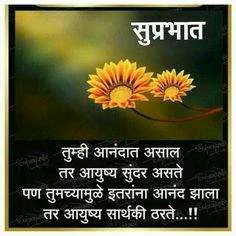 सुप्रभात
तुम्ही आनंदात असाल
तर आयुष्य सुंदर असते
पण तुमच्यामुळे इतरांना आनंद झाला
तर आयुष्य सार्थकी ठरते...!!